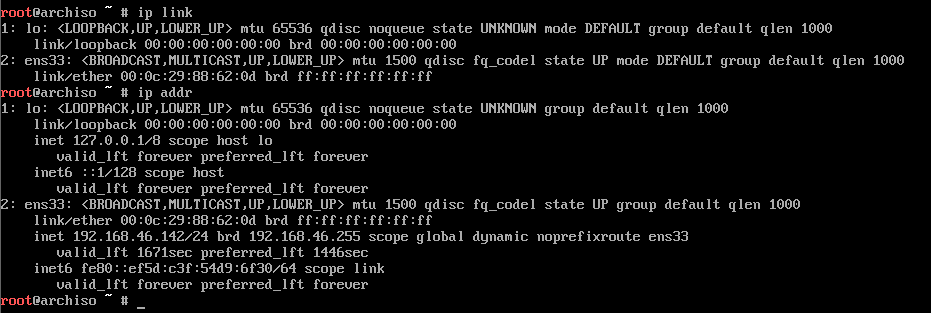 root@archiso ~ # ip link
1: lo: <LOOPBACK,UP,LOWER_UP> mtu 65536 qdisc noqueue state UNKNOWN mode DEFAULT group default qlen 1000
    link/loopback 00:00:00:00:00:00 brd 00:00:00:00:00:00
2: ens33: <BROADCAST,MULTICAST,UP,LOWER_UP> mtu 1500 qdisc fq_codel state UP mode DEFAULT group default qlen 1000
    link/ether 00:0c:29:88:62:0d brd ff:ff:ff:ff:ff:ff
root@archiso ~ # ip addr
1: lo: <LOOPBACK,UP,LOWER_UP> mtu 65536 qdisc noqueue state UNKNOWN group default qlen 1000
    link/loopback 00:00:00:00:00:00 brd 00:00:00:00:00:00
    inet 127.0.0.1/8 scope host lo
       valid_lft forever preferred_lft forever
    inet6 ::1/128 scope host
       valid_lft forever preferred_lft forever
2: ens33: <BROADCAST,MULTICAST,UP,LOWER_UP> mtu 1500 qdisc fq_codel state UP group default qlen 1000
    link/ether 00:0c:29:88:62:0d brd ff:ff:ff:ff:ff:ff
    inet 192.168.46.142/24 brd 192.168.46.255 scope global dynamic noprefixroute ens33
       valid_lft 1671sec preferred_lft 1446sec
    inet6 fe80::ef5d:c3f:54d9:6f30/64 scope link
       valid_lft forever preferred_lft forever
root@archiso ~ # _